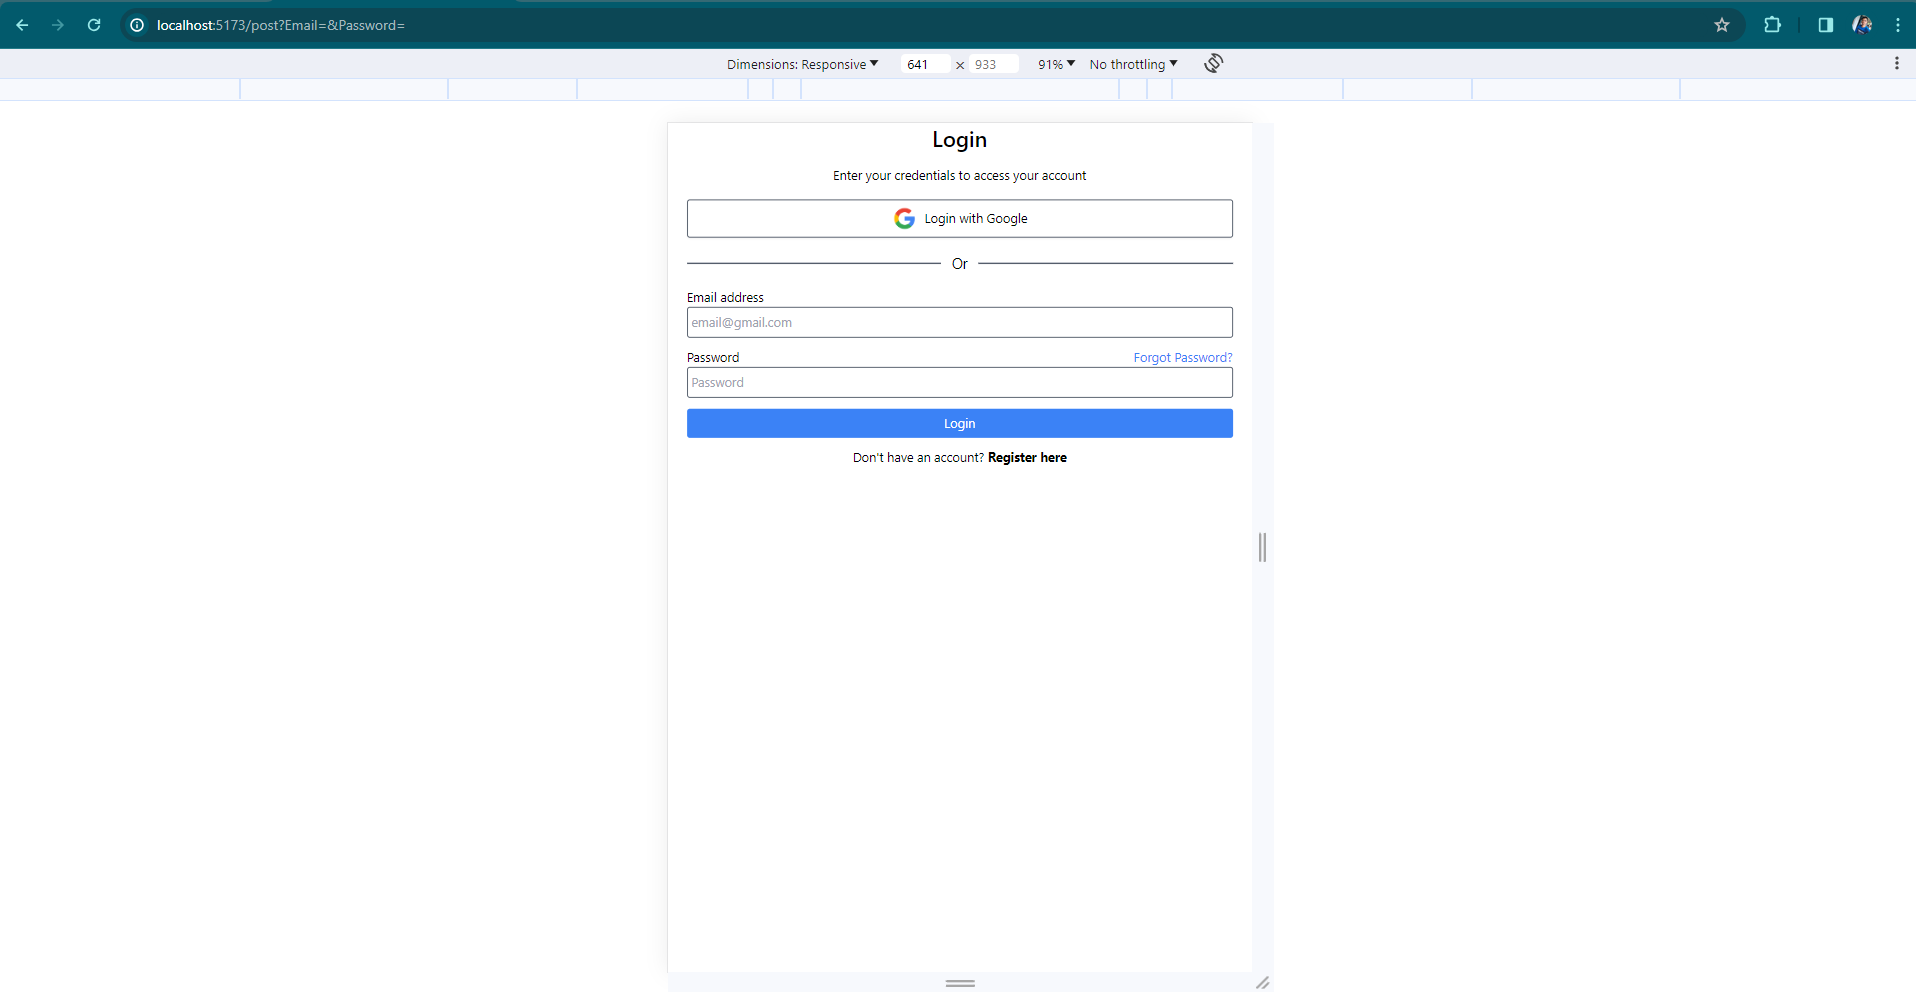 localhost:5173/post?Email=&Password=
Dimensions: Responsive 641 × 933 91% No throttling
Login
Enter your credentials to access your account
Login with Google
Or
Email address
email@gmail.com
Password Forgot Password?
Password
Login
Don't have an account? Register here